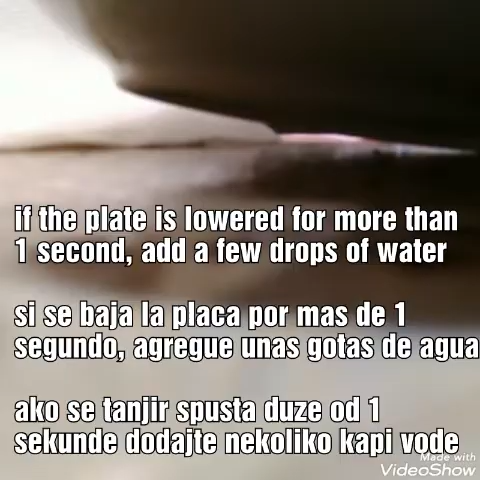 if the plate is lowered for more than
1 second, add a few drops of water
si se baja la placa por mas de 1
segundo, agregue unas gotas de agua
ako se tanjir spusta duze od 1
sekunde dodajte nekoliko kapi vode
Made with
VideoShow